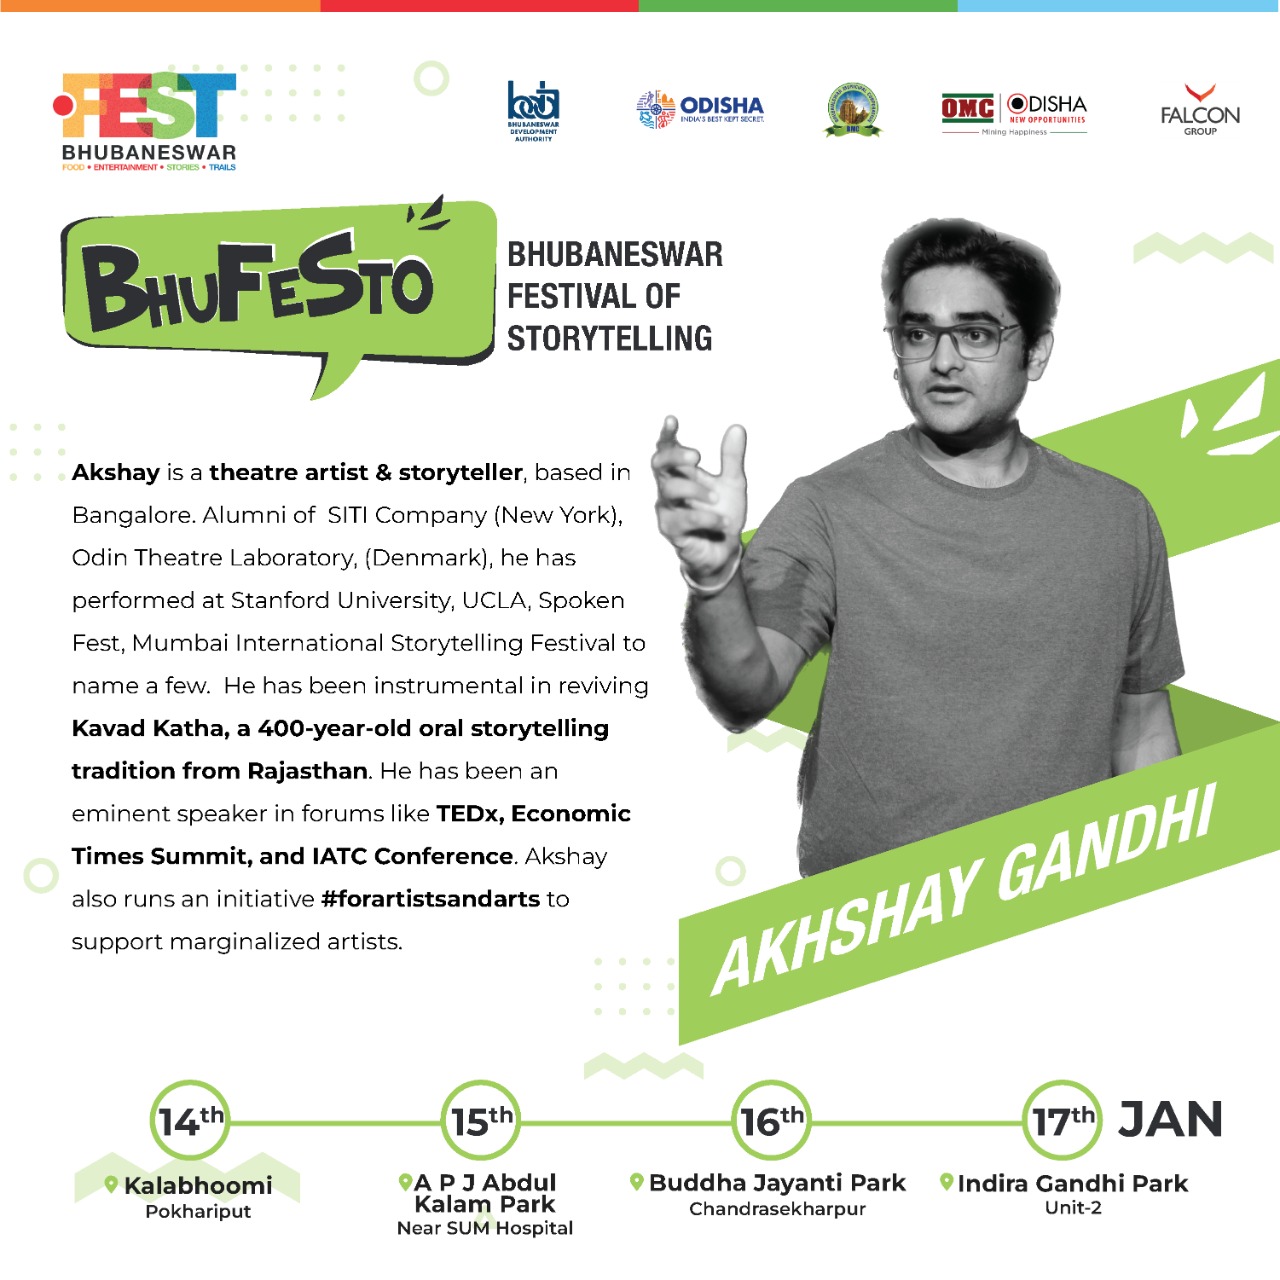 FEST
BHUBANESWAR
FOOD • ENTERTAINMENT • STORIES • TRAILS
bda
BHUBANESWAR
DEVELOPMENT
AUTHORITY
ODISHA
INDIA'S BEST KEPT SECRET.
BMC
OMC
ODISHA
NEW OPPORTUNITIES
Mining Happiness
FALCON
GROUP
BHUFESTO
BHUBANESWAR
FESTIVAL OF
STORYTELLING
Akshay is a theatre artist & storyteller, based in
Bangalore. Alumni of SITI Company (New York),
Odin Theatre Laboratory, (Denmark), he has
performed at Stanford University, UCLA, Spoken
Fest, Mumbai International Storytelling Festival to
name a few. He has been instrumental in reviving
Kavad Katha, a 400-year-old oral storytelling
tradition from Rajasthan. He has been an
eminent speaker in forums like TEDx, Economic
Times Summit, and IATC Conference. Akshay
also runs an initiative #forartistsandarts to
support marginalized artists.
AKHSHAY GANDHI
14th
15th
16th
17th JAN
Kalabhoomi
Pokhariput
A P J Abdul
Kalam Park
Near SUM Hospital
Buddha Jayanti Park
Chandrasekharpur
Indira Gandhi Park
Unit-2